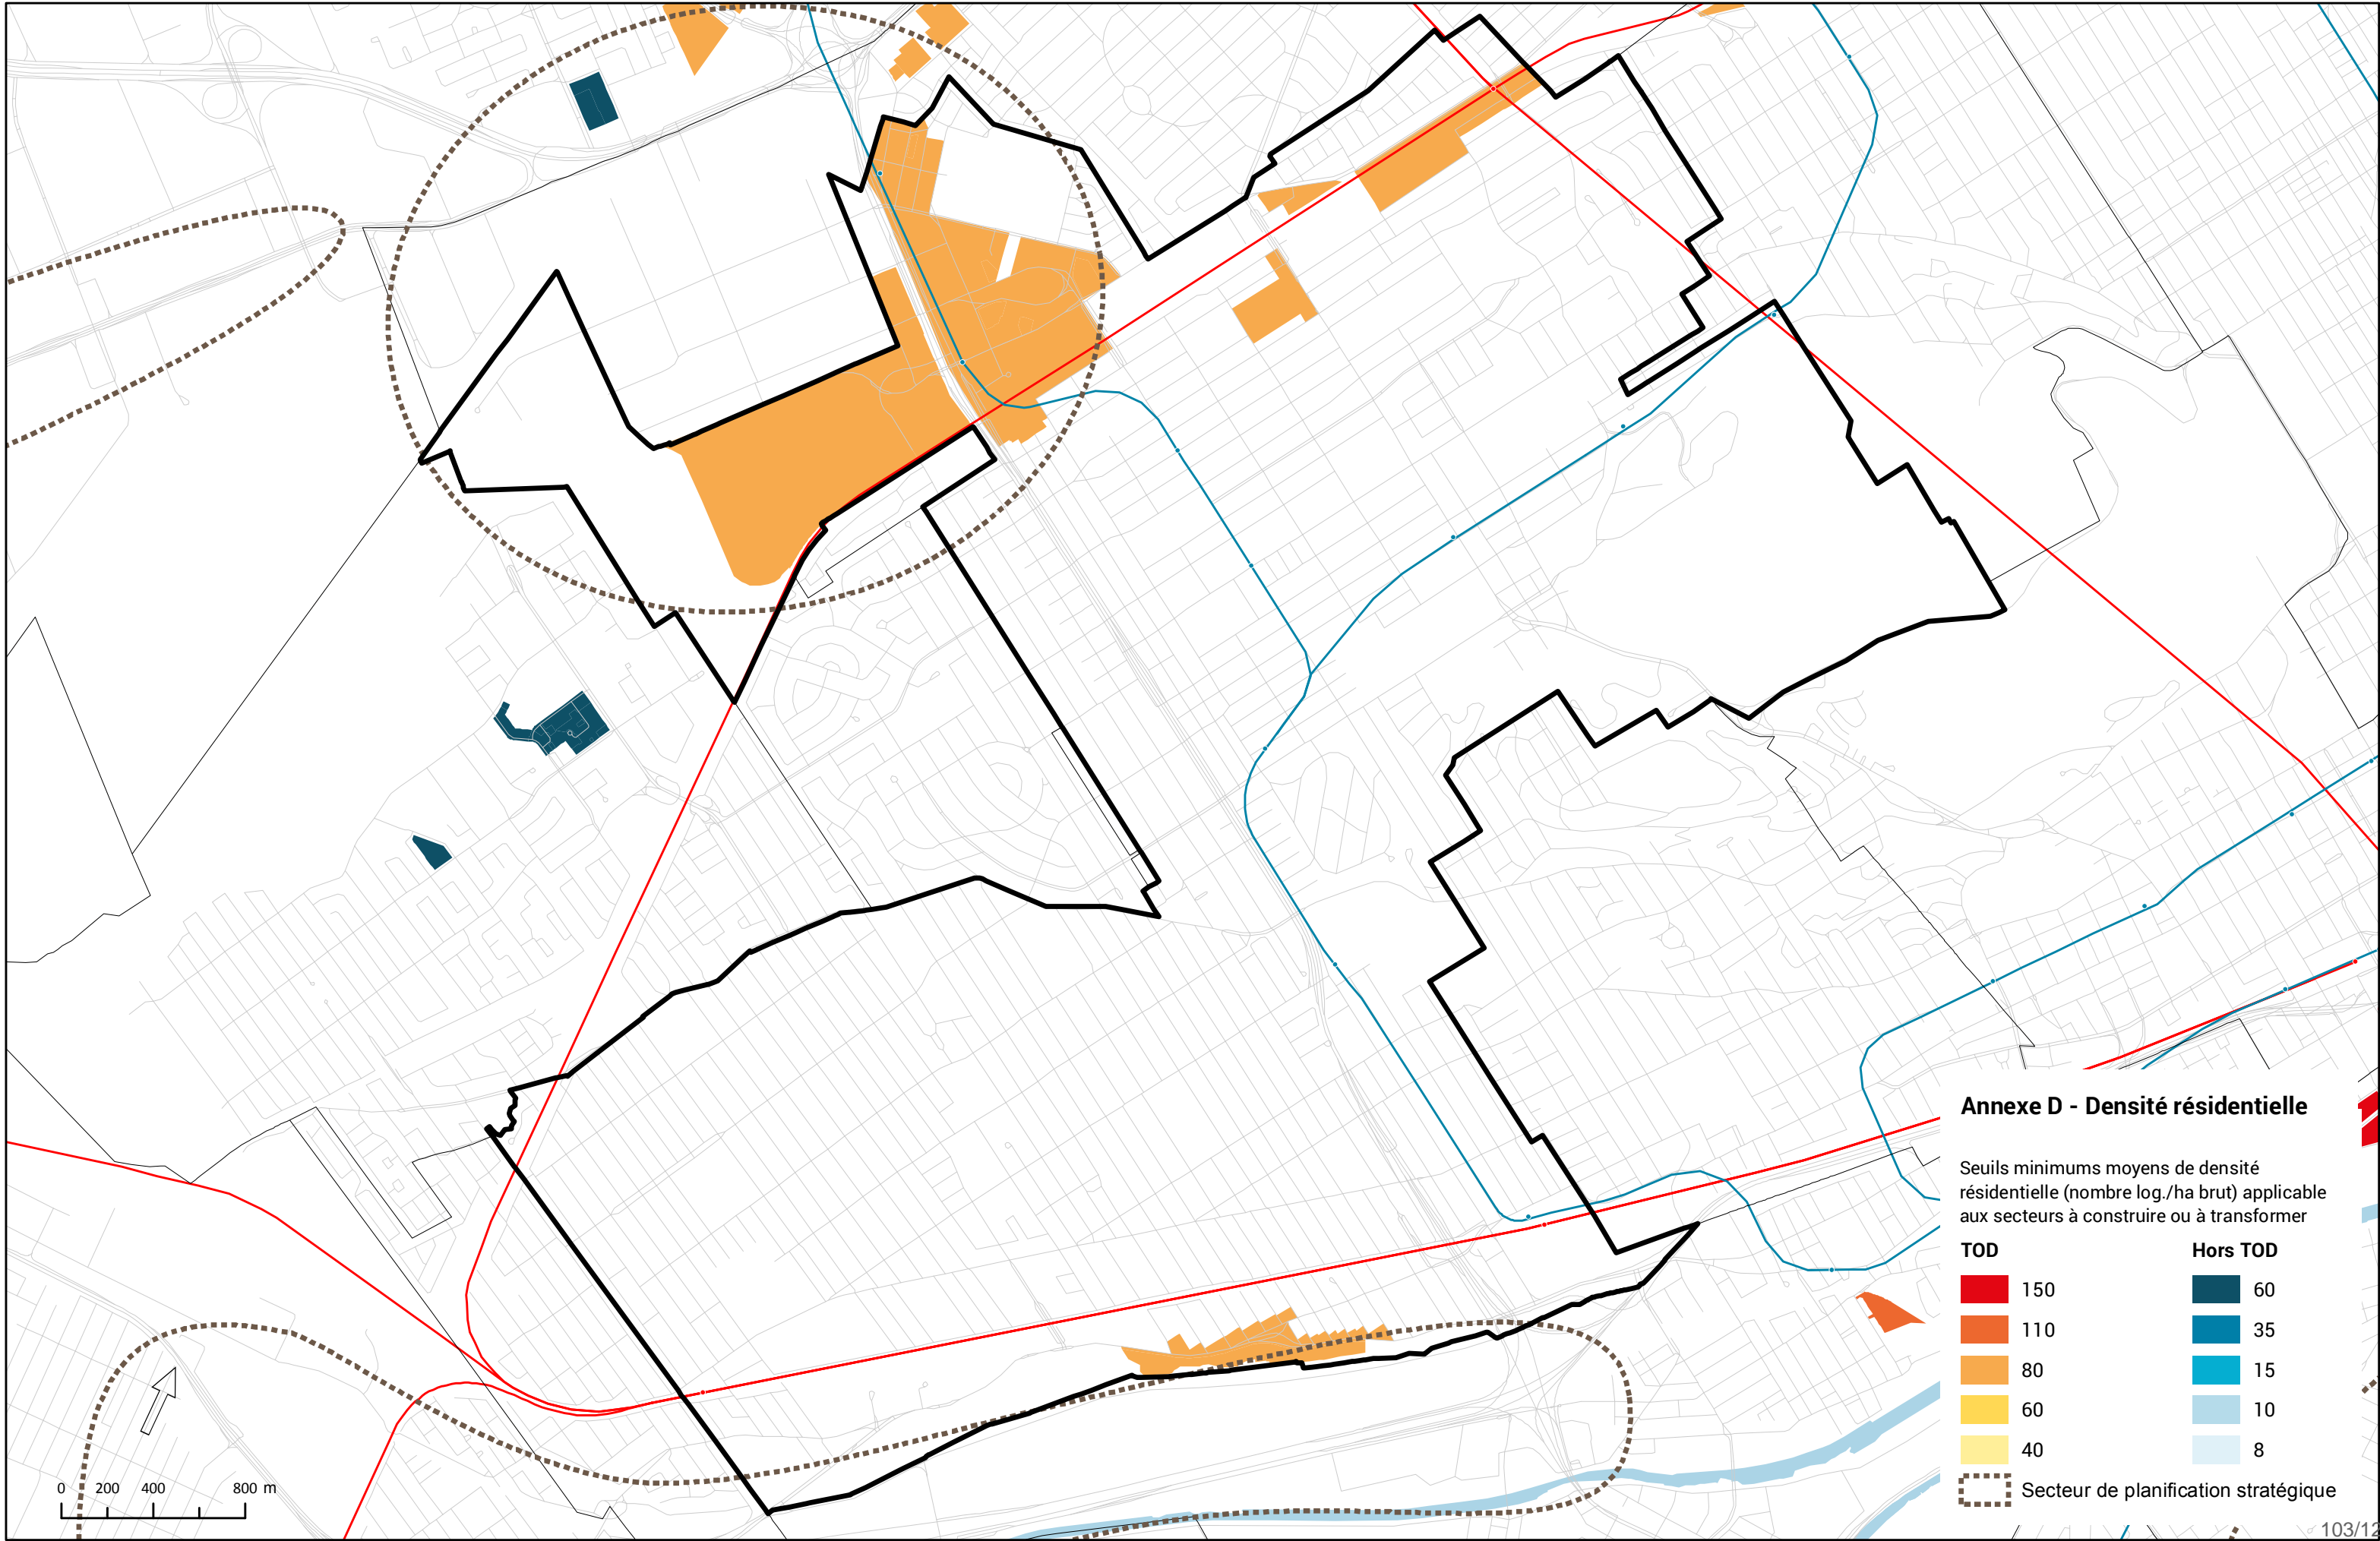 Annexe D - Densité résidentielle
Seuils minimums moyens de densité
résidentielle (nombre log./ha brut) applicable
aux secteurs à construire ou à transformer
TOD
Hors TOD
150
60
110
35
80
15
60
10
40
8
Secteur de planification stratégique
0 200 400 800 m
103/12